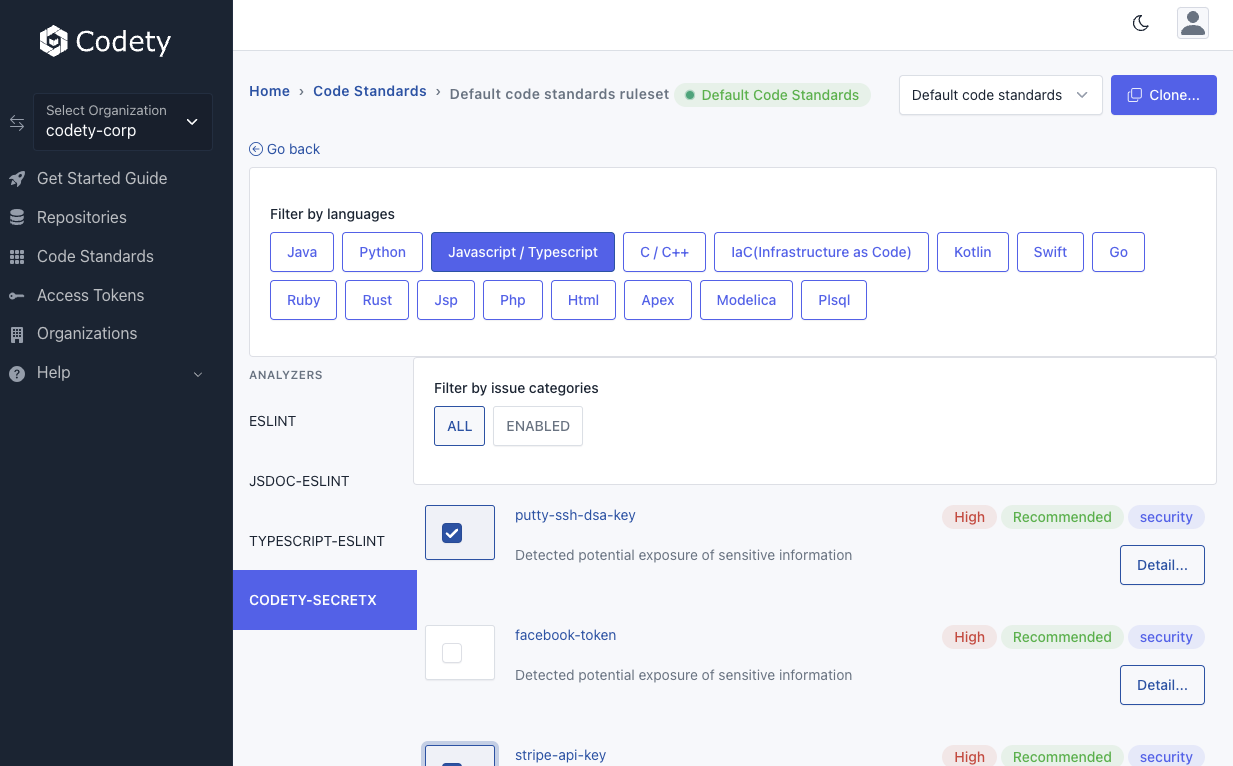 Codety
Select Organization
codety-corp
Get Started Guide
Repositories
Code Standards
Access Tokens
Organizations
Help
Home › Code Standards › Default code standards ruleset Default Code Standards
Default code standards
Clone...
Go back
Filter by languages
Java Python Javascript / Typescript C / C++ IaC(Infrastructure as Code) Kotlin Swift Go
Ruby Rust Jsp Php Html Apex Modelica Plsql
ANALYZERS
ESLINT
JSDOC-ESLINT
TYPESCRIPT-ESLINT
CODETY-SECRETX
Filter by issue categories
ALL ENABLED
putty-ssh-dsa-key High Recommended security
Detected potential exposure of sensitive information
Detail...
facebook-token High Recommended security
Detected potential exposure of sensitive information
Detail...
stripe-api-key High Recommended security